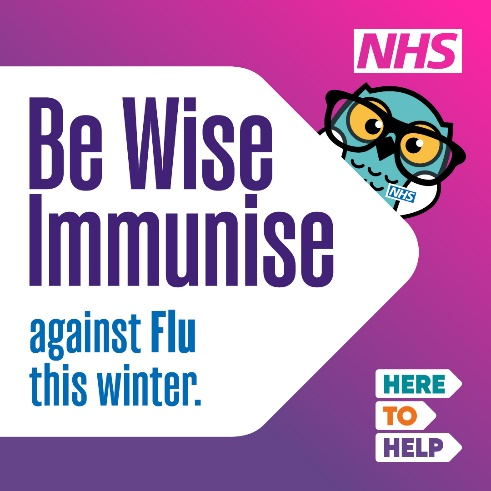 NHS
Be Wise
Immunise
NHS
against Flu
this winter.
HERE
TO
HELP